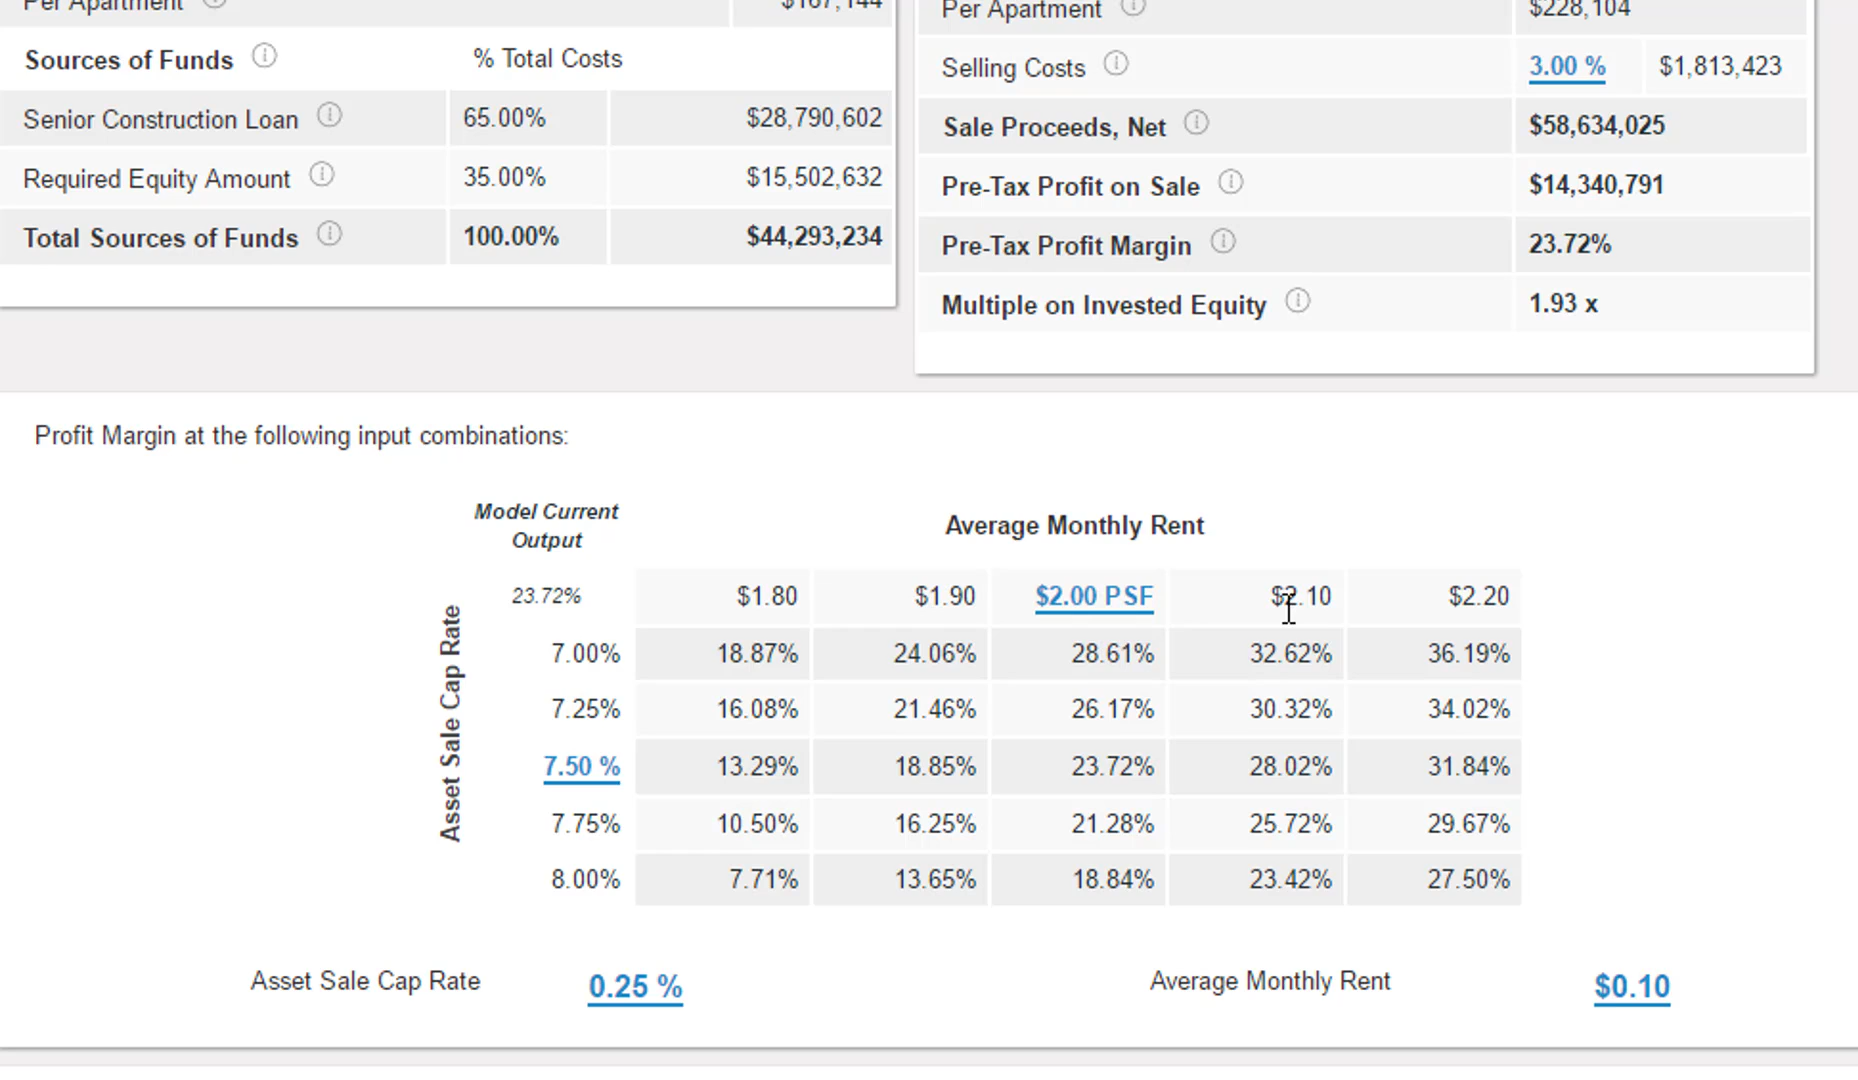 Per Apartment $167,144
Sources of Funds % Total Costs
Senior Construction Loan 65.00% $28,790,602
Required Equity Amount 35.00% $15,502,632
Total Sources of Funds 100.00% $44,293,234
Per Apartment $228,104
Selling Costs 3.00 % $1,813,423
Sale Proceeds, Net $58,634,025
Pre-Tax Profit on Sale $14,340,791
Pre-Tax Profit Margin 23.72%
Multiple on Invested Equity 1.93 x
Profit Margin at the following input combinations:
Model Current
Output
Average Monthly Rent
Asset Sale Cap Rate
23.72% $1.80 $1.90 $2.00 PSF $2.10 $2.20
7.00% 18.87% 24.06% 28.61% 32.62% 36.19%
7.25% 16.08% 21.46% 26.17% 30.32% 34.02%
7.50 % 13.29% 18.85% 23.72% 28.02% 31.84%
7.75% 10.50% 16.25% 21.28% 25.72% 29.67%
8.00% 7.71% 13.65% 18.84% 23.42% 27.50%
Asset Sale Cap Rate 0.25 % Average Monthly Rent $0.10